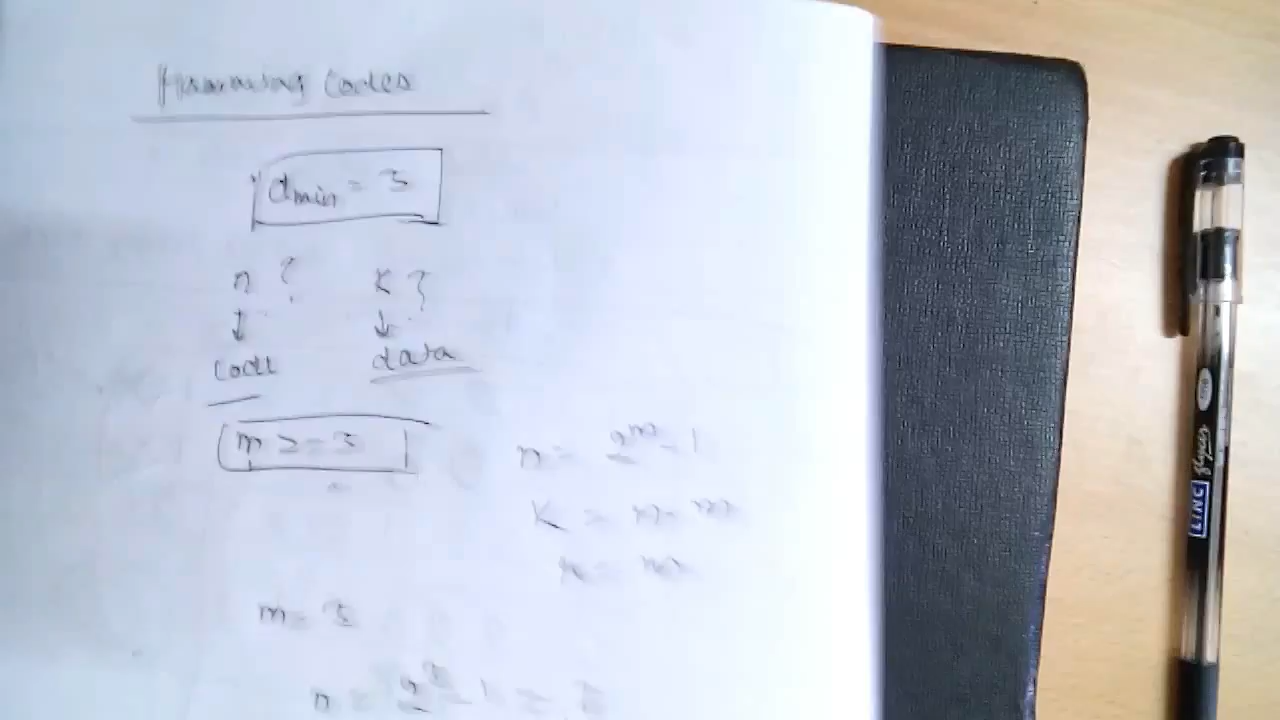 Hamming Codes
dmin = 3
n ? k ?
↓ ↓
code data
m >= 3
n = 2^m - 1
k = n - m
r = m
m = 3
n = 2^3 - 1 = 7
LINC